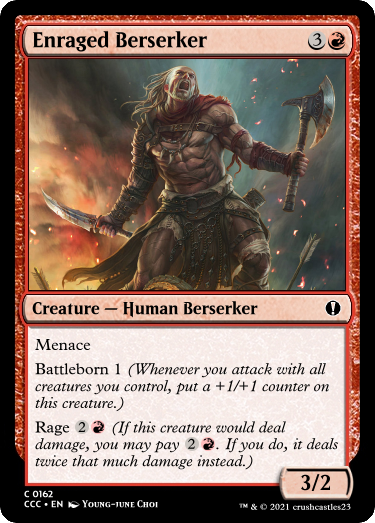 Enraged Berserker 3
Creature — Human Berserker
Menace
Battleborn 1 (Whenever you attack with all
creatures you control, put a +1/+1 counter on
this creature.)
Rage 2 (If this creature would deal
damage, you may pay 2 . If you do, it deals
twice that much damage instead.)
3/2
C 0162
CCC • EN Young-june Choi
™ & © 2021 crushcastles23